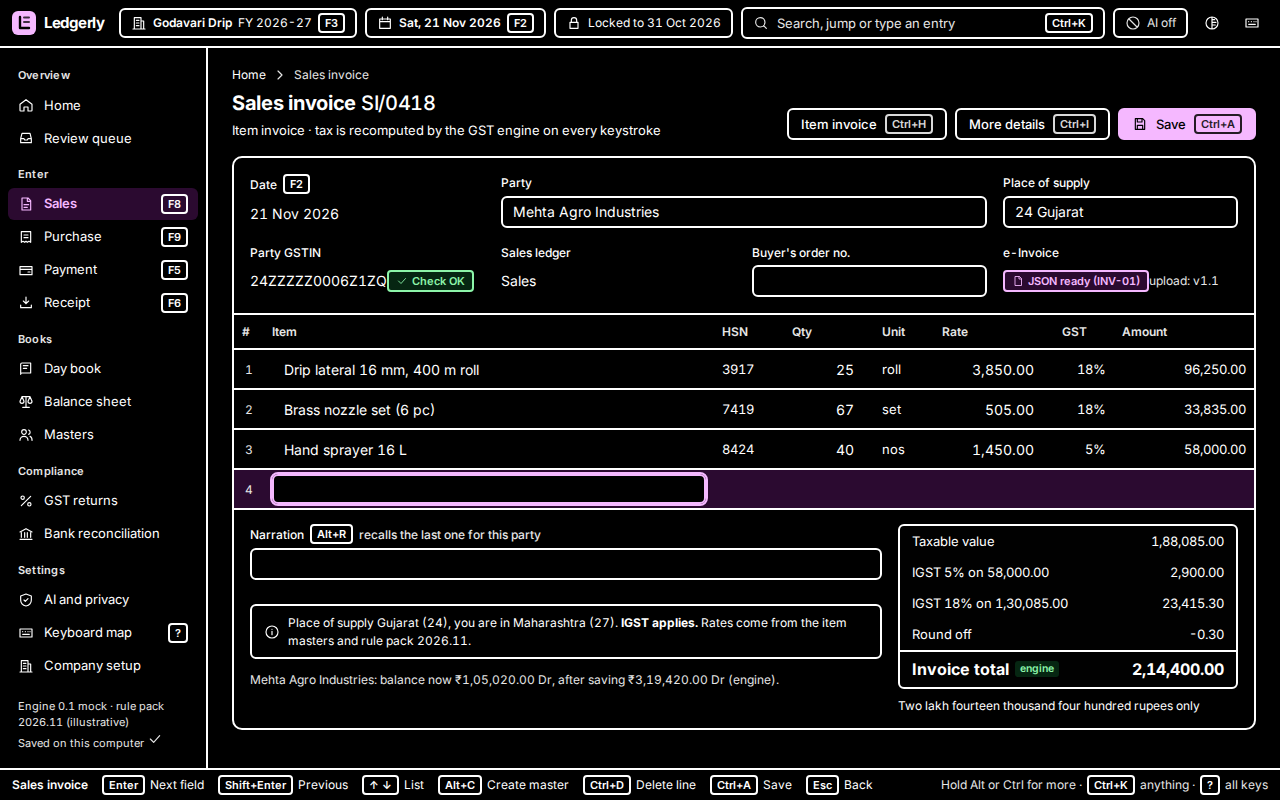 Ledgerly
Godavari Drip FY 2026-27 F3
Sat, 21 Nov 2026 F2
Locked to 31 Oct 2026
Search, jump or type an entry Ctrl+K
AI off
Overview
Home
Review queue
Enter
Sales F8
Purchase F9
Payment F5
Receipt F6
Books
Day book
Balance sheet
Masters
Compliance
GST returns
Bank reconciliation
Settings
AI and privacy
Keyboard map ?
Company setup
Engine 0.1 mock · rule pack
2026.11 (illustrative)
Saved on this computer
Home > Sales invoice
Sales invoice SI/0418
Item invoice · tax is recomputed by the GST engine on every keystroke
Item invoice Ctrl+H
More details Ctrl+I
Save Ctrl+A
Date F2 Party Place of supply
21 Nov 2026 Mehta Agro Industries 24 Gujarat
Party GSTIN Sales ledger Buyer's order no. e-Invoice
24ZZZZZ0006Z1ZQ Check OK Sales JSON ready (INV-01) upload: v1.1
# Item HSN Qty Unit Rate GST Amount
1 Drip lateral 16 mm, 400 m roll 3917 25 roll 3,850.00 18% 96,250.00
2 Brass nozzle set (6 pc) 7419 67 set 505.00 18% 33,835.00
3 Hand sprayer 16 L 8424 40 nos 1,450.00 5% 58,000.00
4
Narration Alt+R recalls the last one for this party
Place of supply Gujarat (24), you are in Maharashtra (27). IGST applies. Rates come from the item
masters and rule pack 2026.11.
Mehta Agro Industries: balance now ₹1,05,020.00 Dr, after saving ₹3,19,420.00 Dr (engine).
Taxable value 1,88,085.00
IGST 5% on 58,000.00 2,900.00
IGST 18% on 1,30,085.00 23,415.30
Round off -0.30
Invoice total engine 2,14,400.00
Two lakh fourteen thousand four hundred rupees only
Sales invoice Enter Next field Shift+Enter Previous ↑ ↓ List Alt+C Create master Ctrl+D Delete line Ctrl+A Save Esc Back Hold Alt or Ctrl for more · Ctrl+K anything · ? all keys